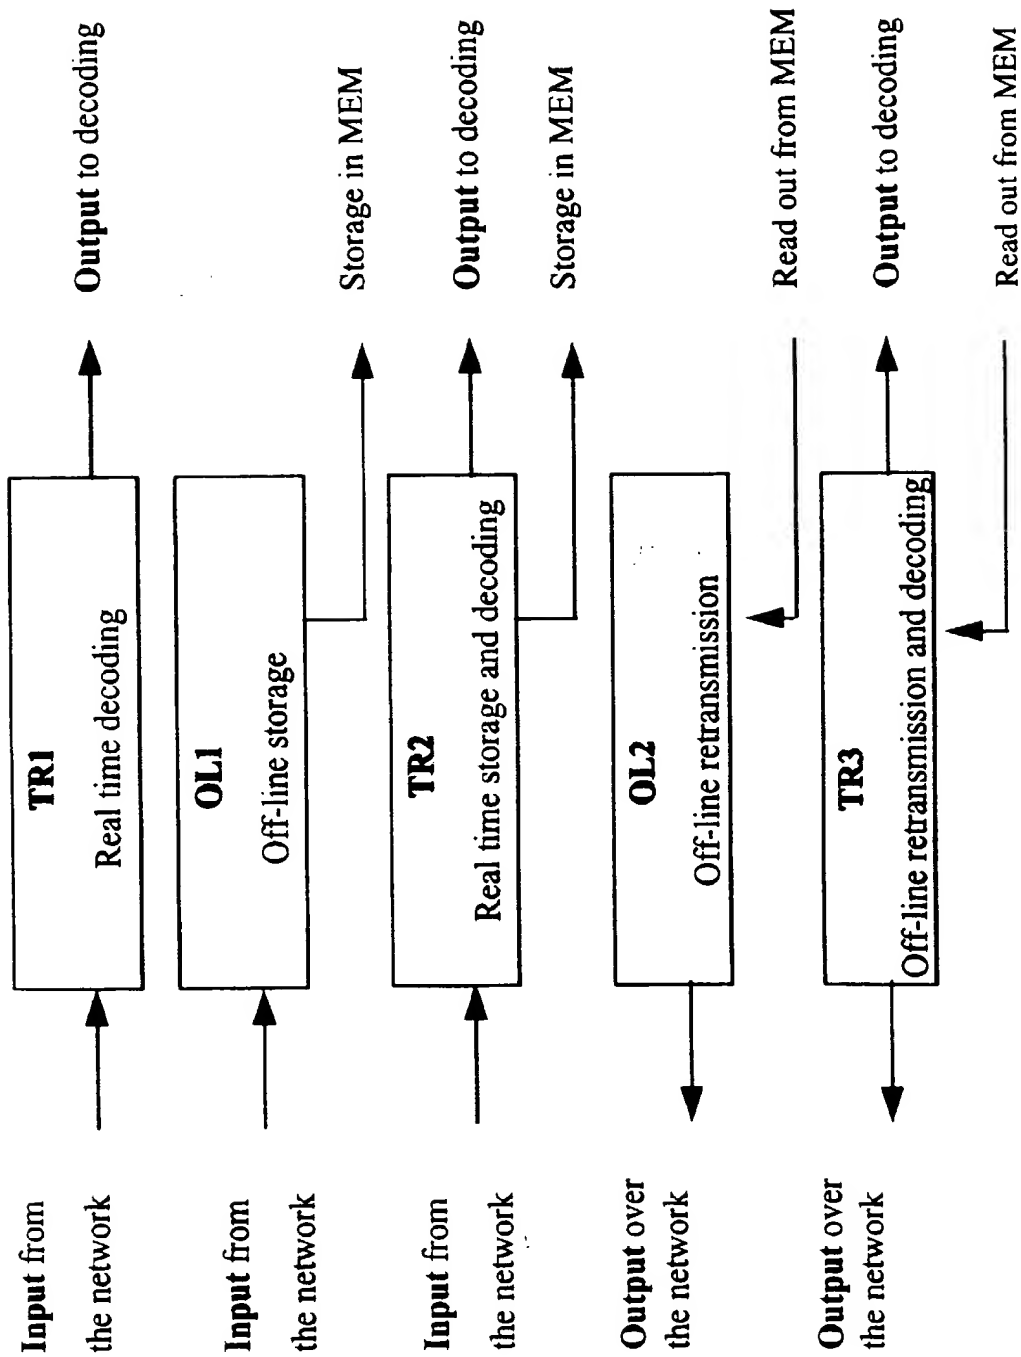 Input from
the network
TR1
Real time decoding
Output to decoding
Input from
the network
OL1
Off-line storage
Storage in MEM
Input from
the network
TR2
Real time storage and decoding
Output to decoding
Storage in MEM
Output over
the network
OL2
Off-line retransmission
Read out from MEM
Output over
the network
TR3
Off-line retransmission and decoding
Output to decoding
Read out from MEM